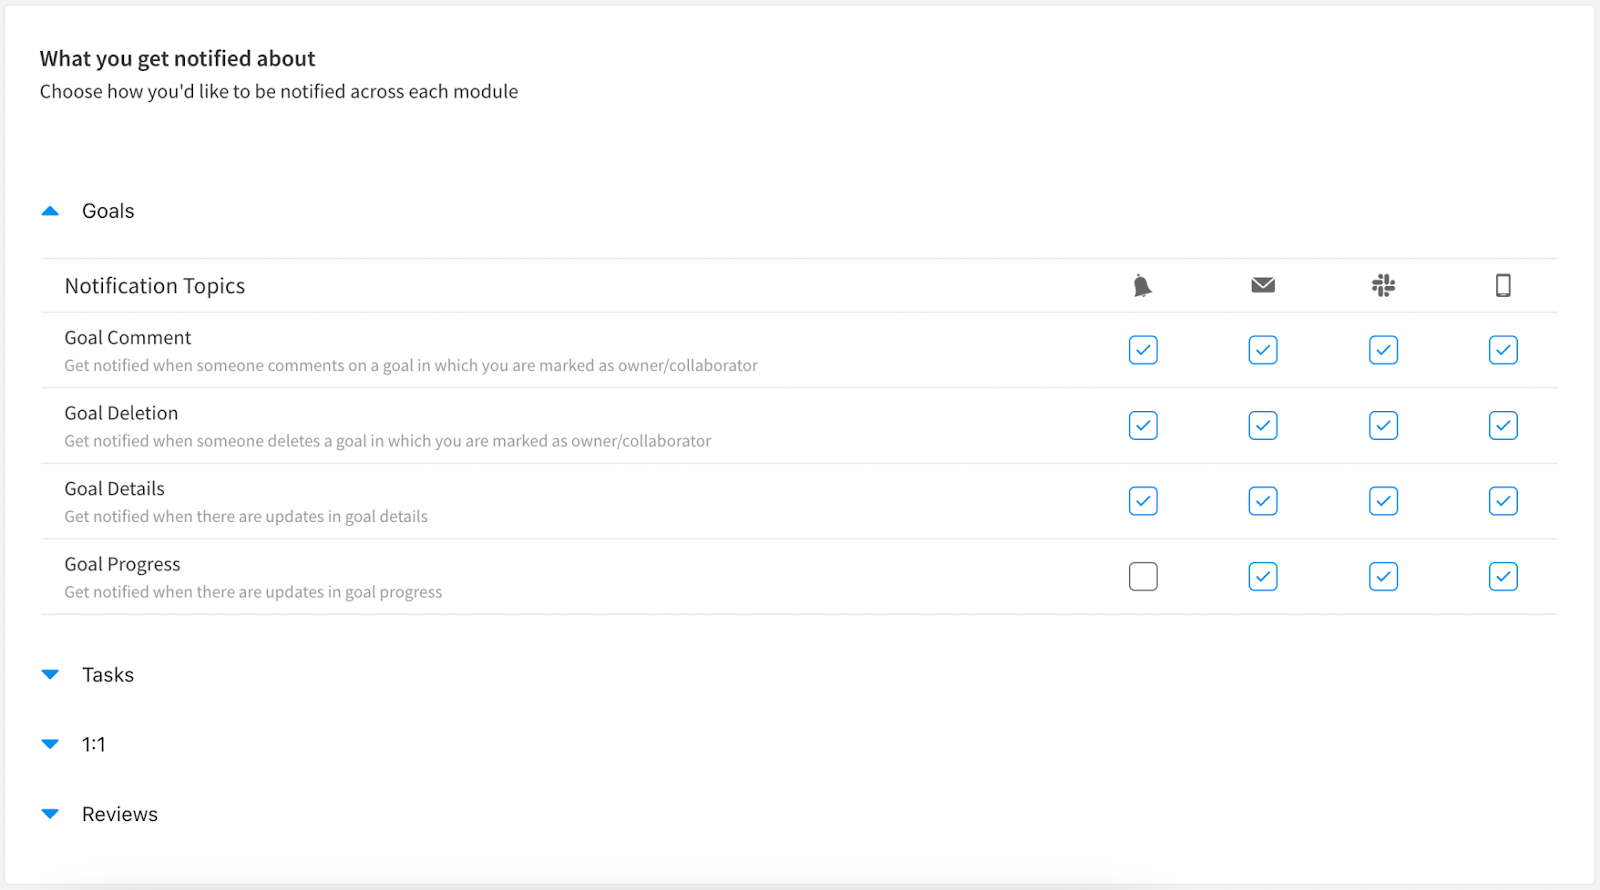 What you get notified about
Choose how you'd like to be notified across each module
Goals
Notification Topics
Goal Comment
Get notified when someone comments on a goal in which you are marked as owner/collaborator
Goal Deletion
Get notified when someone deletes a goal in which you are marked as owner/collaborator
Goal Details
Get notified when there are updates in goal details
Goal Progress
Get notified when there are updates in goal progress
Tasks
1:1
Reviews